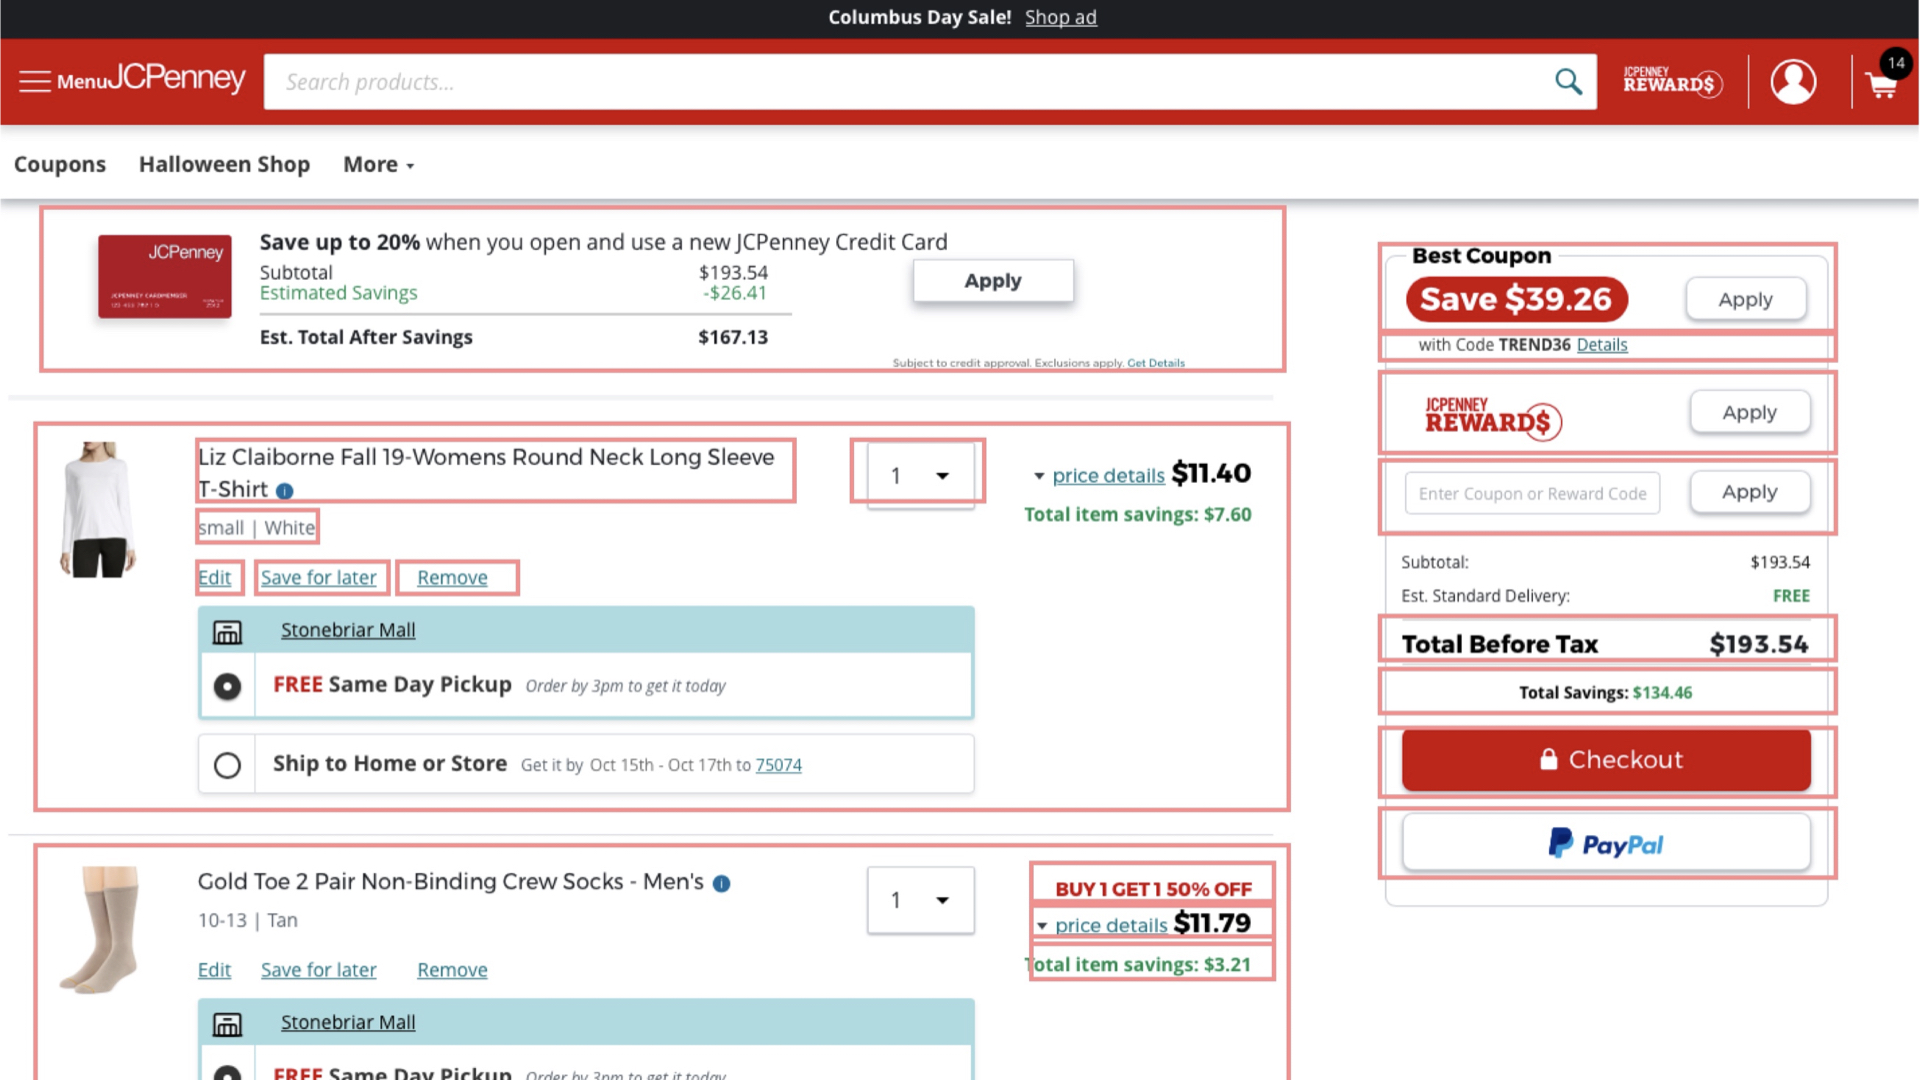 Columbus Day Sale! Shop ad
Menu JCPenney
Search products...
JCPENNEY REWARD$
14
Coupons
Halloween Shop
More
JCPenney
JCPENNEY CARDMEMBER
Save up to 20% when you open and use a new JCPenney Credit Card
Subtotal $193.54
Estimated Savings -$26.41
Est. Total After Savings $167.13
Apply
Subject to credit approval. Exclusions apply. Get Details
Liz Claiborne Fall 19-Womens Round Neck Long Sleeve
T-Shirt i
small | White
Edit Save for later Remove
1
price details $11.40
Total item savings: $7.60
Stonebriar Mall
FREE Same Day Pickup Order by 3pm to get it today
Ship to Home or Store Get it by Oct 15th - Oct 17th to 75074
Gold Toe 2 Pair Non-Binding Crew Socks - Men's i
10-13 | Tan
Edit Save for later Remove
1
BUY 1 GET 1 50% OFF
price details $11.79
Total item savings: $3.21
Stonebriar Mall
FREE Same Day Pickup Order by 3pm to get it today
Best Coupon
Save $39.26 Apply
with Code TREND36 Details
JCPENNEY REWARD$ Apply
Enter Coupon or Reward Code Apply
Subtotal: $193.54
Est. Standard Delivery: FREE
Total Before Tax $193.54
Total Savings: $134.46
Checkout
PayPal